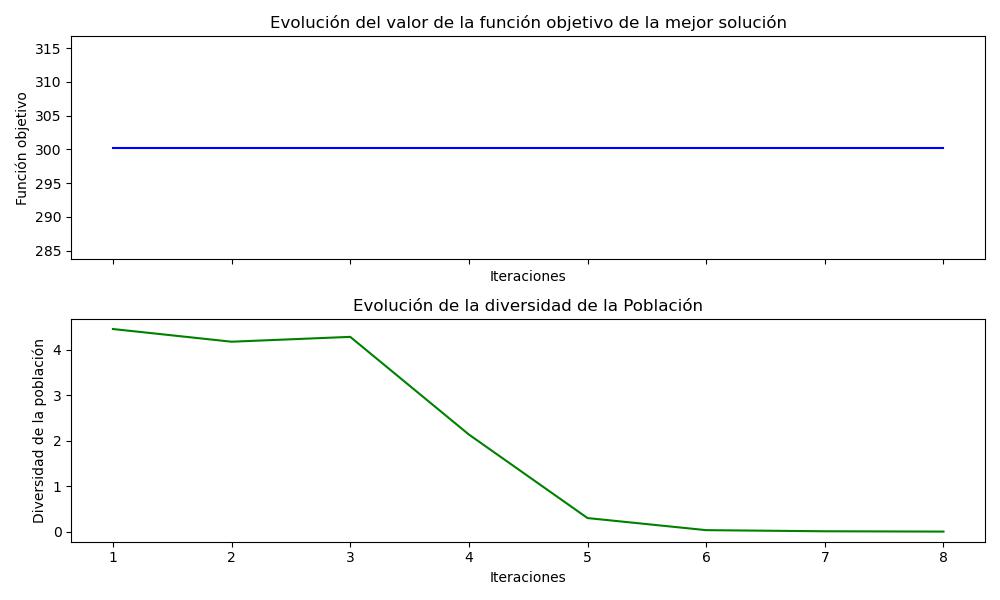 Evolución del valor de la función objetivo de la mejor solución
Función objetivo
315
310
305
300
295
290
285
Iteraciones
Evolución de la diversidad de la Población
Diversidad de la población
4
3
2
1
0
1 2 3 4 5 6 7 8
Iteraciones